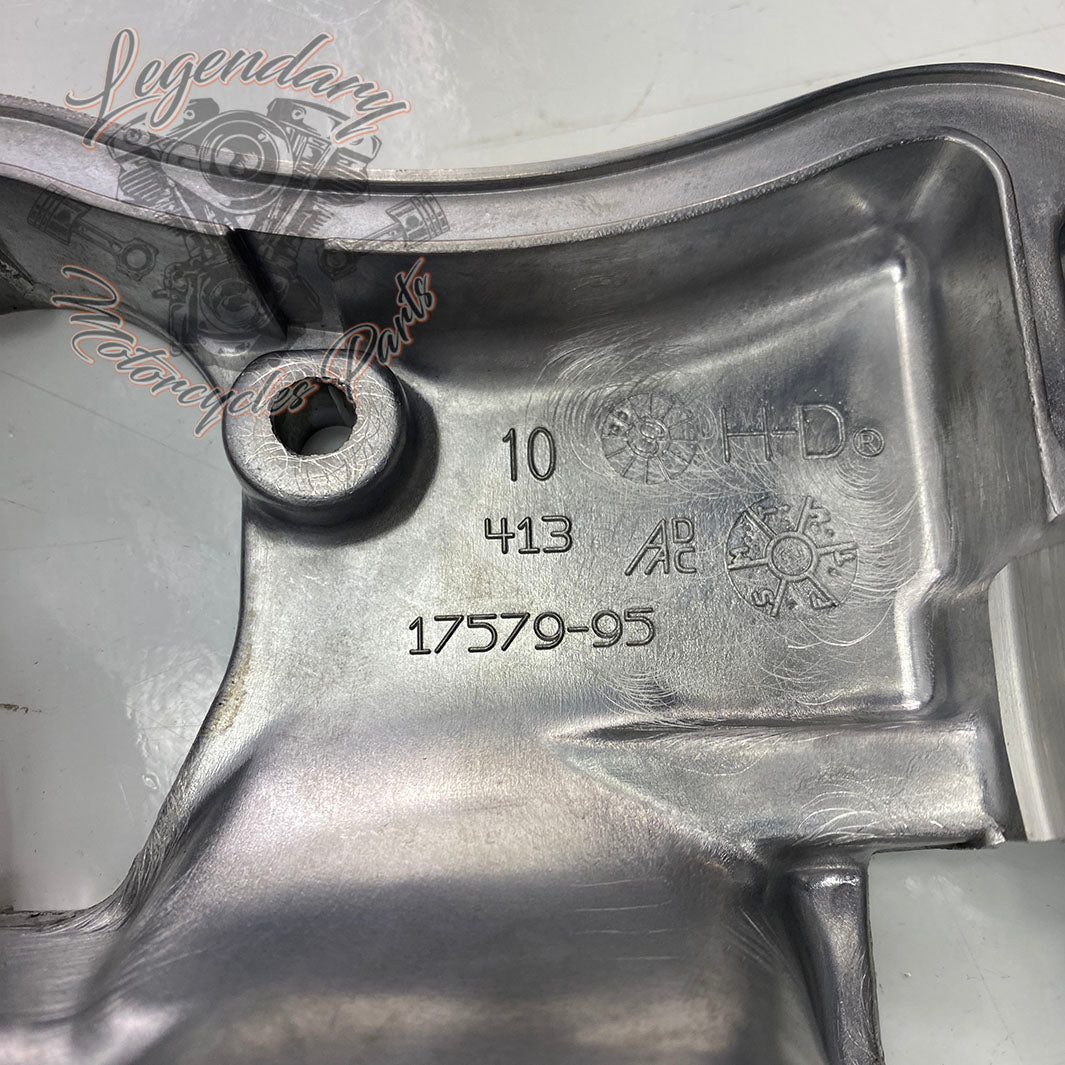 Legendary
Motorcycles Parts
10
H-D®
413
ADAC
17579-95